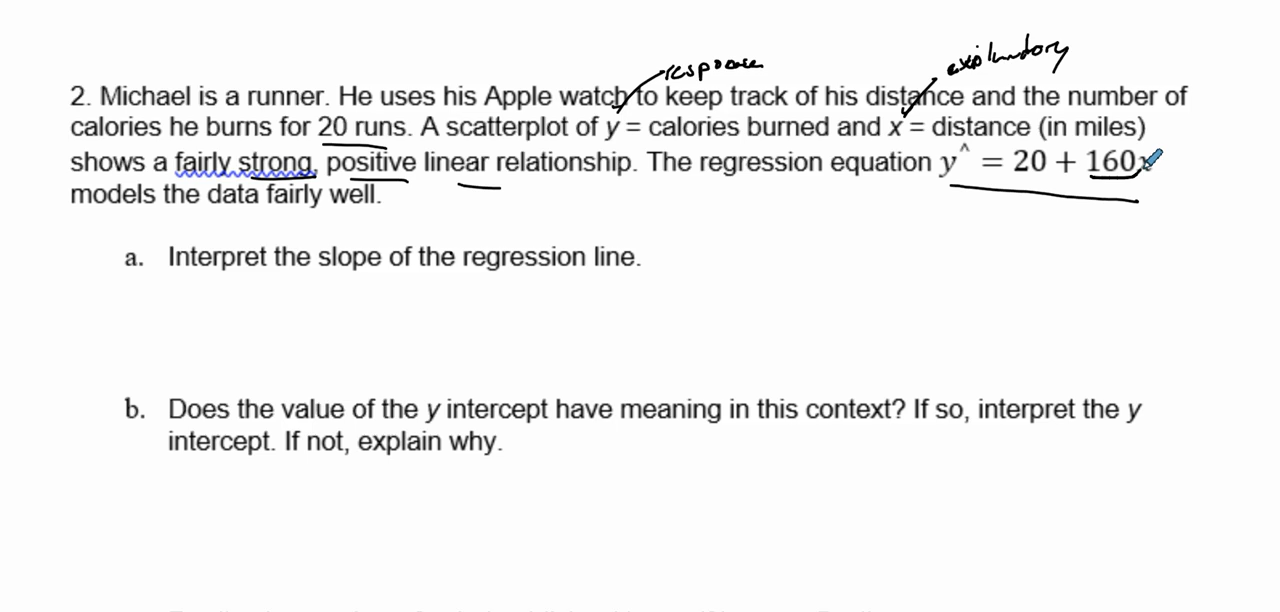 response
explanatory
2. Michael is a runner. He uses his Apple watch to keep track of his distance and the number of
calories he burns for 20 runs. A scatterplot of y = calories burned and x = distance (in miles)
shows a fairly strong, positive linear relationship. The regression equation y^ = 20 + 160x
models the data fairly well.
a. Interpret the slope of the regression line.
b. Does the value of the y intercept have meaning in this context? If so, interpret the y
intercept. If not, explain why.